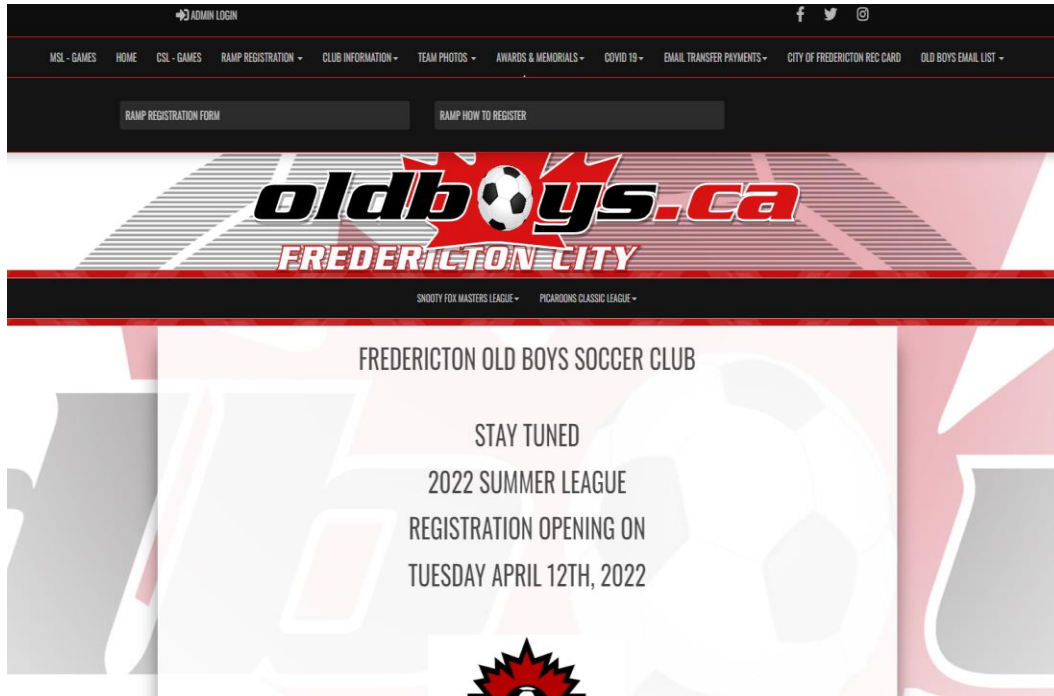 ADMIN LOGIN
MSL - GAMES HOME CSL - GAMES RAMP REGISTRATION CLUB INFORMATION TEAM PHOTOS AWARDS & MEMORIALS COVID 19 EMAIL TRANSFER PAYMENTS CITY OF FREDERICTON REC CARD OLD BOYS EMAIL LIST
RAMP REGISTRATION FORM RAMP HOW TO REGISTER
oldboys.ca
FREDERICTON CITY
SNOOTY FOX MASTERS LEAGUE PICAROONS CLASSIC LEAGUE
FREDERICTON OLD BOYS SOCCER CLUB
STAY TUNED
2022 SUMMER LEAGUE
REGISTRATION OPENING ON
TUESDAY APRIL 12TH, 2022